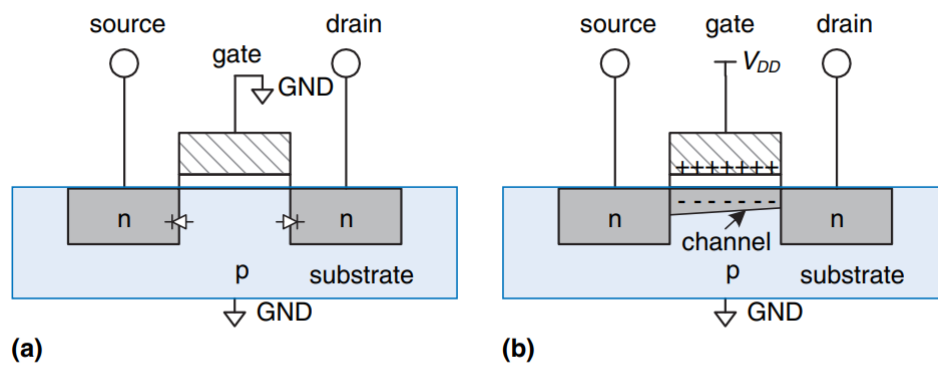 source
gate
drain
GND
n
n
p
substrate
GND
(a)
source
gate
drain
V_DD
+++++++
- - - - - - -
n
n
channel
p
substrate
GND
(b)